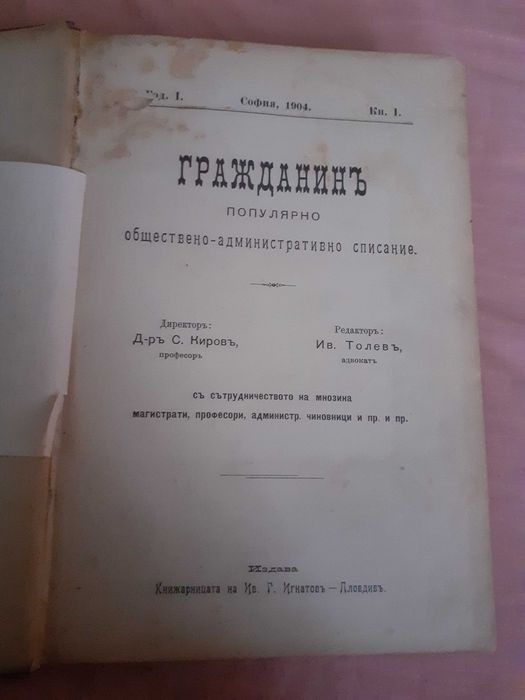 Год. I. София, 1904. Кн. 1.
ГРАЖДАНИНЪ
ПОПУЛЯРНО
обществено-административно списание.
Директоръ: Редакторъ:
Д-ръ С. Кировъ, Ив. Толевъ,
професоръ адвокатъ
съ сътрудничеството на мнозина
магистрати, професори, администр. чиновници и пр. и пр.
Издава
Книжарницата на Ив. Г. Игнатовъ — Пловдивъ.